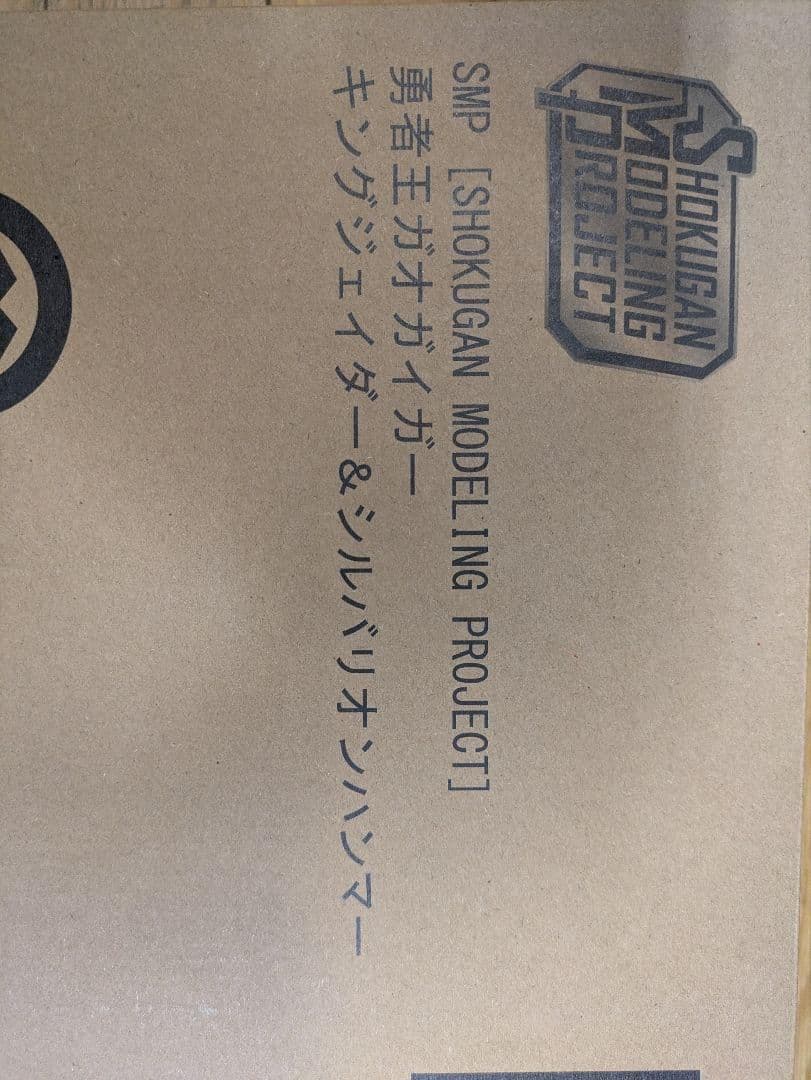 SHOKUGAN
MODELING
PROJECT
SMP [SHOKUGAN MODELING PROJECT]
勇者王ガオガイガー
キングジェイダー＆シルバリオンハンマー